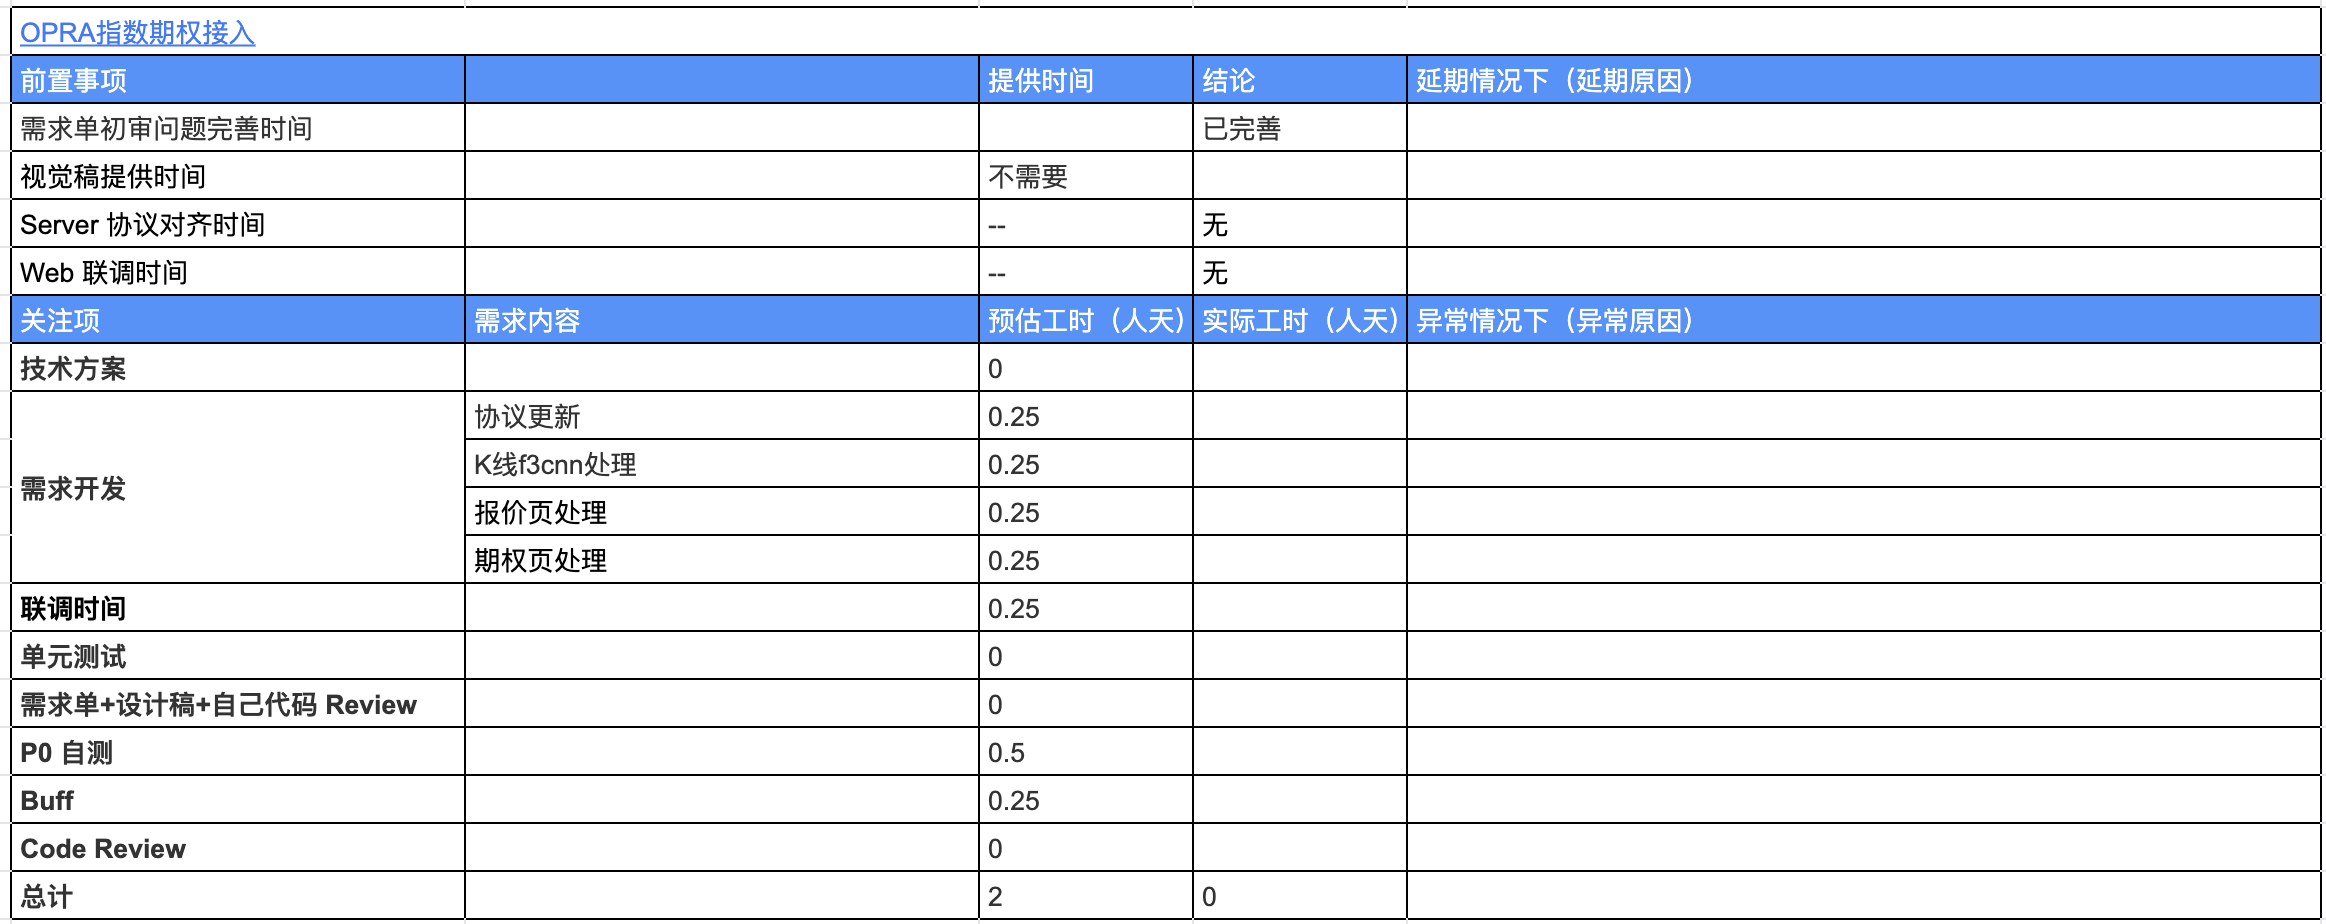 OPRA指数期权接入
前置事项 提供时间 结论 延期情况下（延期原因）
需求单初审问题完善时间 已完善
视觉稿提供时间 不需要
Server 协议对齐时间 -- 无
Web 联调时间 -- 无
关注项 需求内容 预估工时（人天） 实际工时（人天） 异常情况下（异常原因）
技术方案 0
需求开发 协议更新 0.25
K线f3cnn处理 0.25
报价页处理 0.25
期权页处理 0.25
联调时间 0.25
单元测试 0
需求单+设计稿+自己代码 Review 0
P0 自测 0.5
Buff 0.25
Code Review 0
总计 2 0